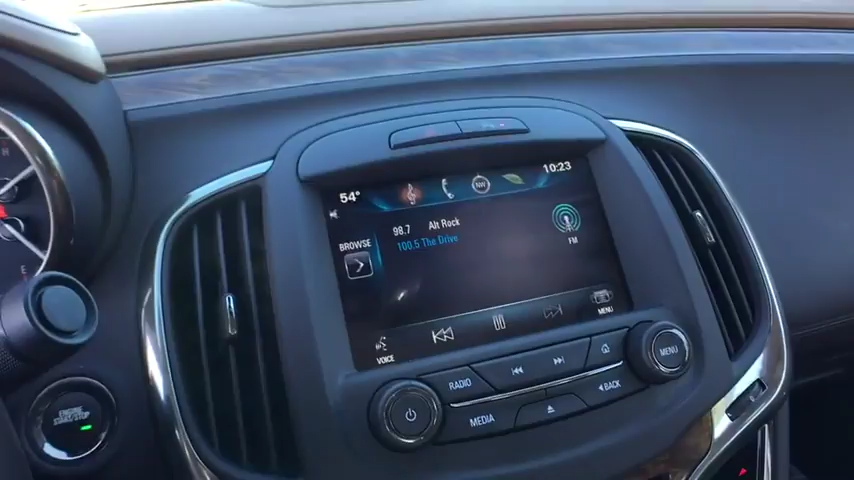 54°
NW
10:23
98.7 Alt Rock
100.5 The Drive
FM
BROWSE
VOICE
MENU
RADIO
MEDIA
BACK
MENU
ENGINE
START/STOP
H